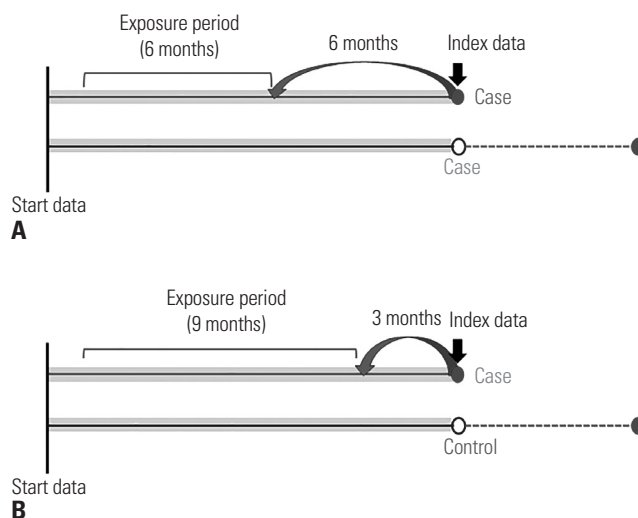 Exposure period
(6 months)
6 months
Index data
Case
Case
Start data
A
Exposure period
(9 months)
3 months
Index data
Case
Control
Start data
B